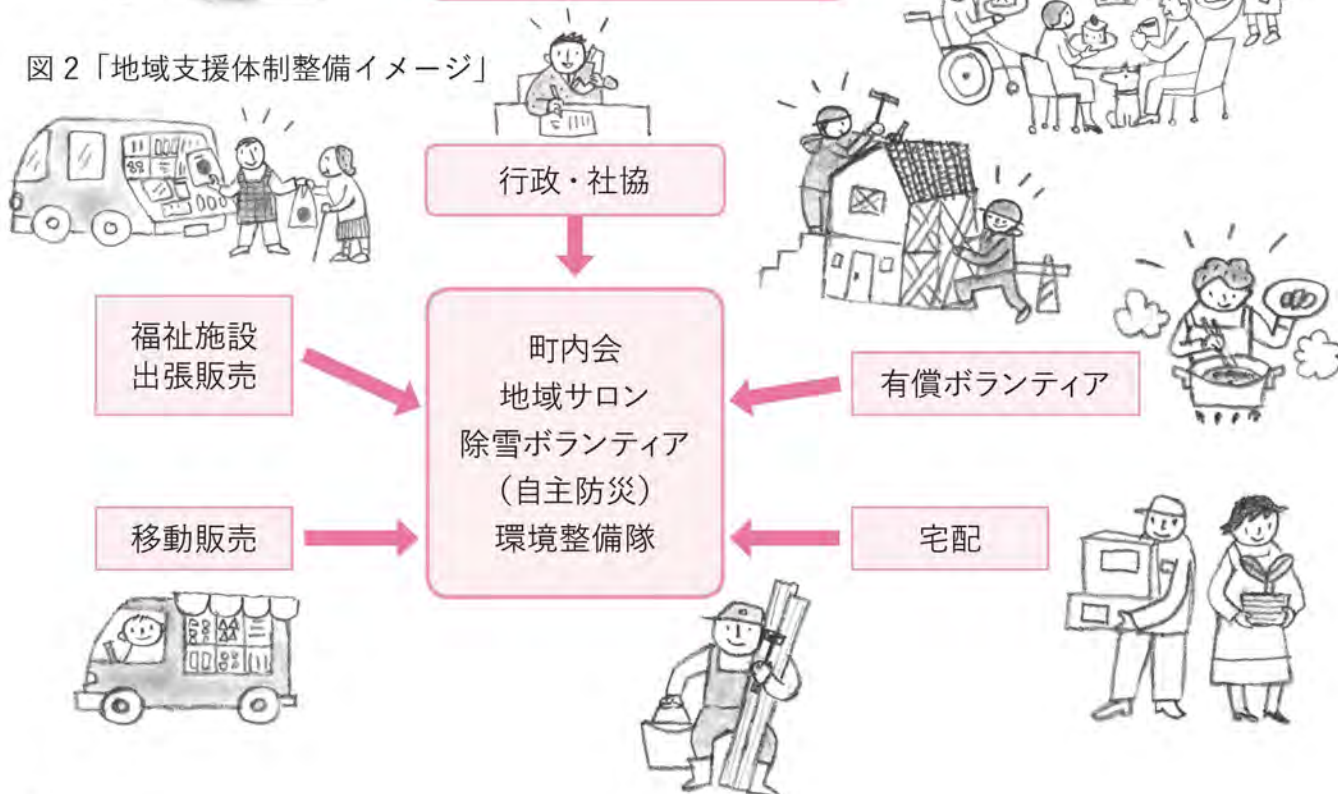 図2「地域支援体制整備イメージ」
行政・社協
福祉施設
出張販売
町内会
地域サロン
除雪ボランティア
（自主防災）
環境整備隊
有償ボランティア
移動販売
宅配